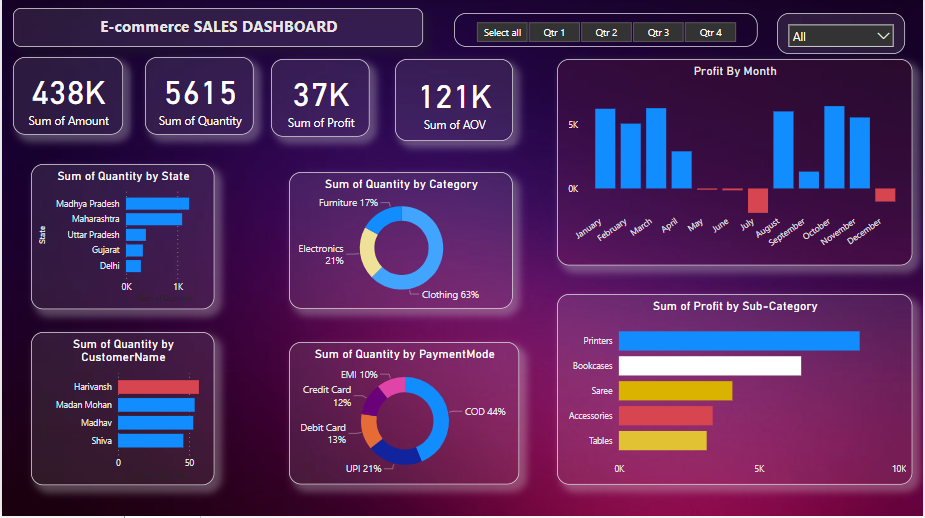 E-commerce SALES DASHBOARD
Select all
Qtr 1
Qtr 2
Qtr 3
Qtr 4
All
438K
Sum of Amount
5615
Sum of Quantity
37K
Sum of Profit
121K
Sum of AOV
Profit By Month
5K
0K
January
February
March
April
May
June
July
August
September
October
November
December
Sum of Quantity by State
State
Madhya Pradesh
Maharashtra
Uttar Pradesh
Gujarat
Delhi
0K
1K
Sum of Quantity by Category
Furniture 17%
Electronics
21%
Clothing 63%
Sum of Profit by Sub-Category
Printers
Bookcases
Saree
Accessories
Tables
0K
5K
10K
Sum of Quantity by
CustomerName
Harivansh
Madan Mohan
Madhav
Shiva
0
50
Sum of Quantity by PaymentMode
EMI 10%
Credit Card
12%
Debit Card
13%
UPI 21%
COD 44%